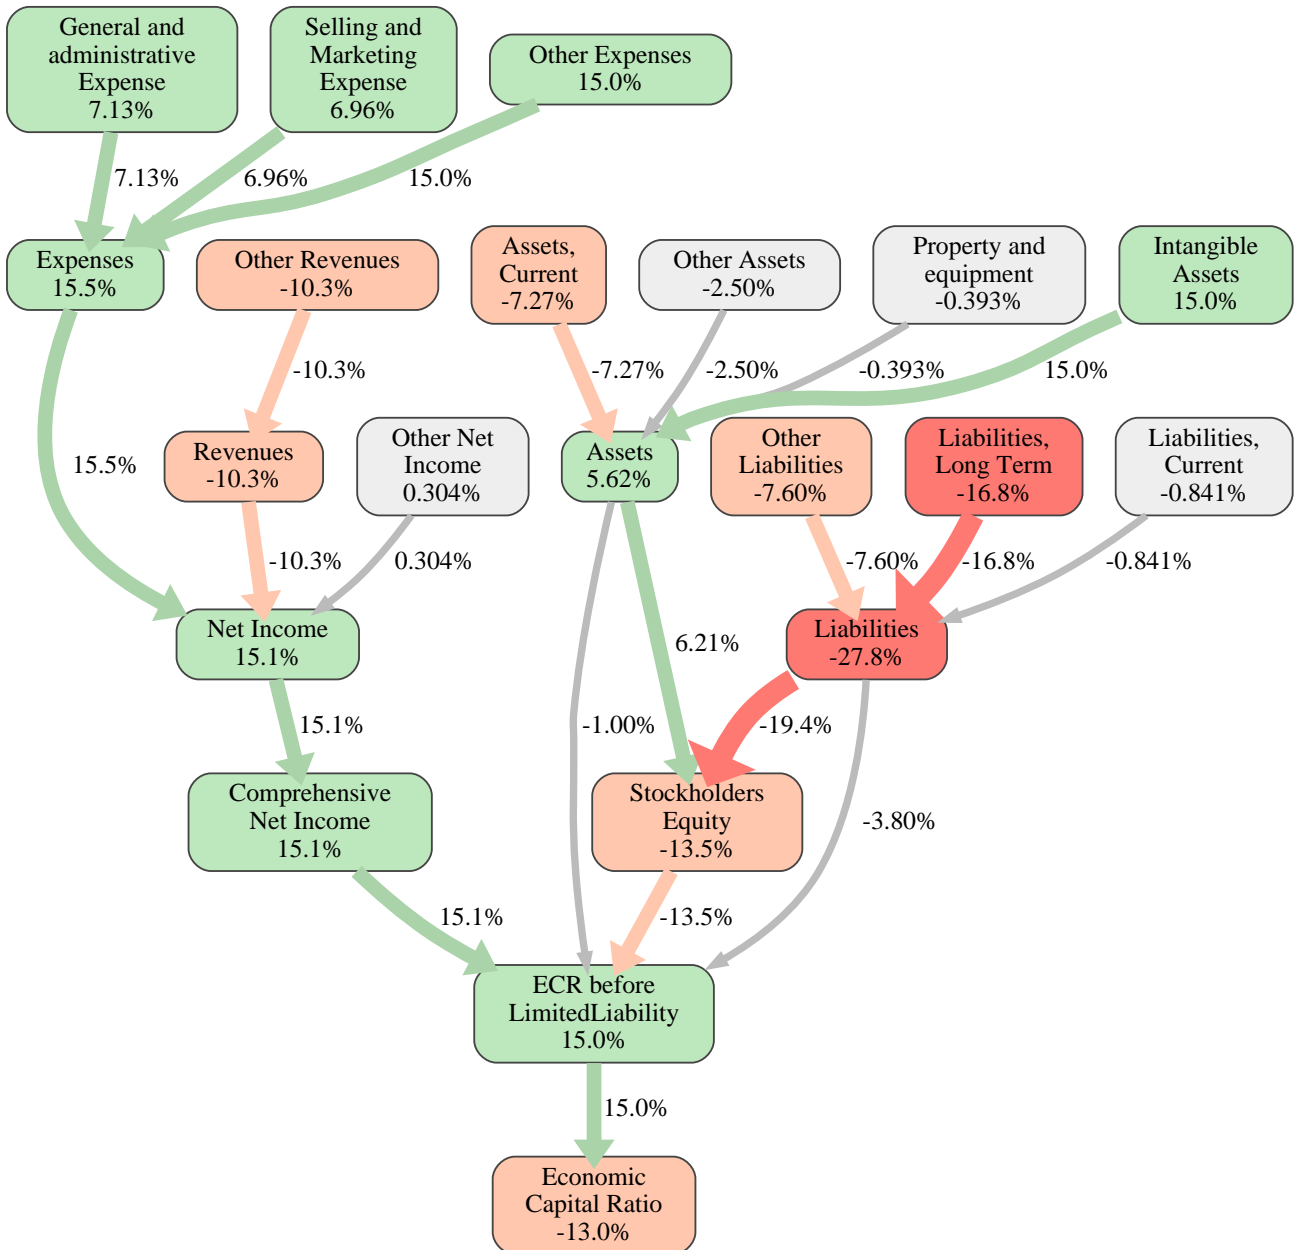 General and
administrative
Expense
7.13%
Selling and
Marketing
Expense
6.96%
Other Expenses
15.0%
7.13%
6.96%
15.0%
Expenses
15.5%
Other Revenues
-10.3%
Assets,
Current
-7.27%
Other Assets
-2.50%
Property and
equipment
-0.393%
Intangible
Assets
15.0%
-10.3%
-7.27%
-2.50%
-0.393%
15.0%
15.5%
Revenues
-10.3%
Other Net
Income
0.304%
Assets
5.62%
Other
Liabilities
-7.60%
Liabilities,
Long Term
-16.8%
Liabilities,
Current
-0.841%
-10.3%
0.304%
-7.60%
-16.8%
-0.841%
Net Income
15.1%
6.21%
Liabilities
-27.8%
15.1%
-1.00%
-19.4%
Comprehensive
Net Income
15.1%
Stockholders
Equity
-13.5%
-3.80%
15.1%
-13.5%
ECR before
LimitedLiability
15.0%
15.0%
Economic
Capital Ratio
-13.0%